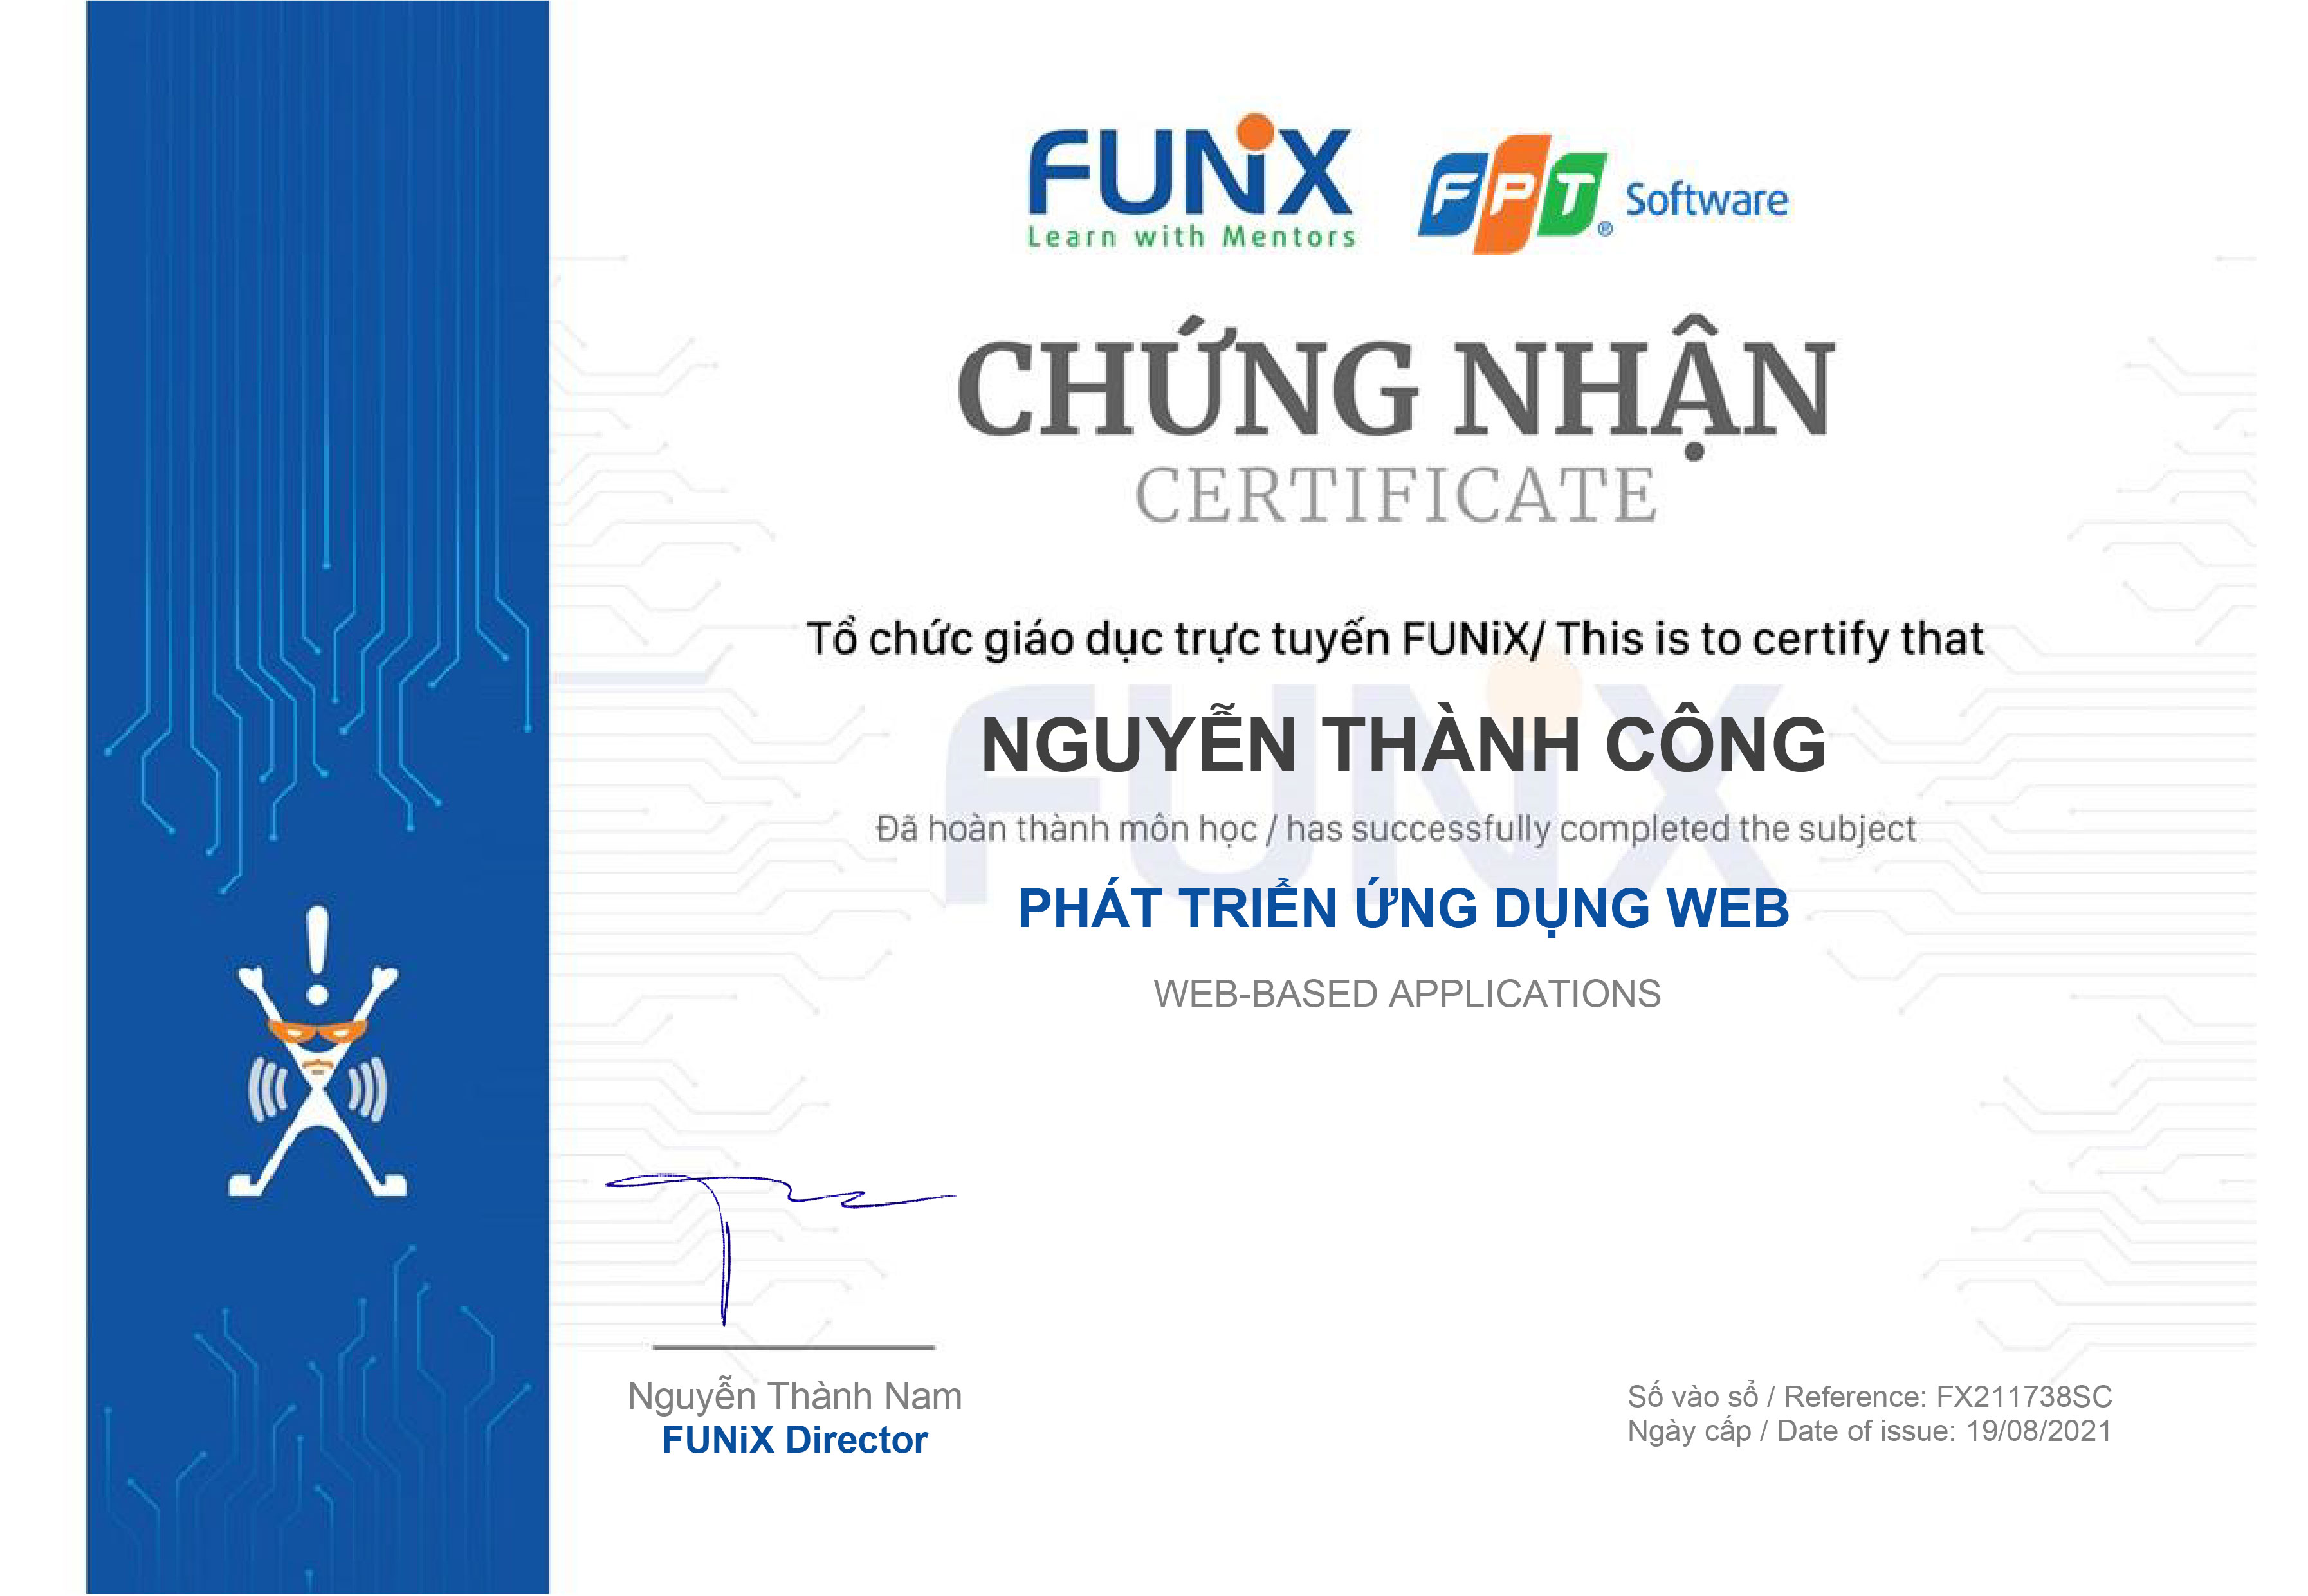 FUNiX
Learn with Mentors
FPT® Software
CHỨNG NHẬN
CERTIFICATE
Tổ chức giáo dục trực tuyến FUNiX/ This is to certify that
NGUYỄN THÀNH CÔNG
Đã hoàn thành môn học / has successfully completed the subject
PHÁT TRIỂN ỨNG DỤNG WEB
WEB-BASED APPLICATIONS
Nguyễn Thành Nam
FUNiX Director
Số vào sổ / Reference: FX211738SC
Ngày cấp / Date of issue: 19/08/2021